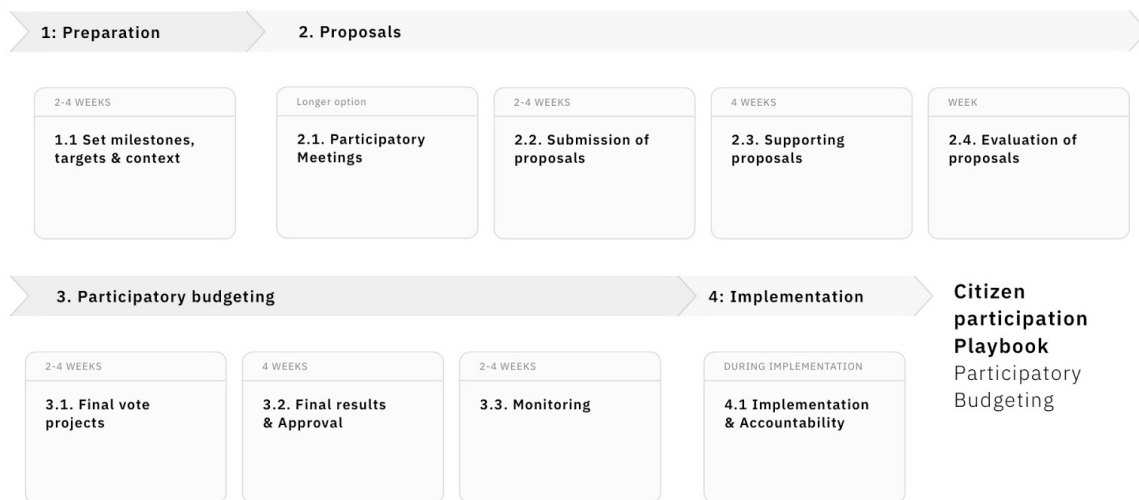 1: Preparation
2. Proposals
2-4 WEEKS
1.1 Set milestones,
targets & context
Longer option
2.1. Participatory
Meetings
2-4 WEEKS
2.2. Submission of
proposals
4 WEEKS
2.3. Supporting
proposals
WEEK
2.4. Evaluation of
proposals
3. Participatory budgeting
4: Implementation
2-4 WEEKS
3.1. Final vote
projects
4 WEEKS
3.2. Final results
& Approval
2-4 WEEKS
3.3. Monitoring
DURING IMPLEMENTATION
4.1 Implementation
& Accountability
Citizen
participation
Playbook
Participatory
Budgeting